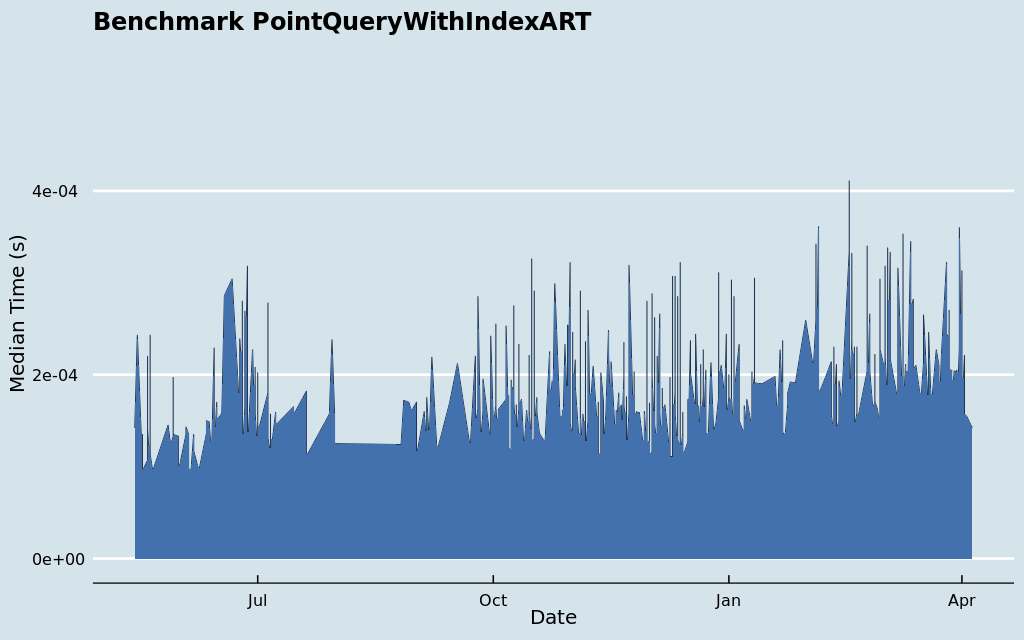 Benchmark PointQueryWithIndexART
4e-04
2e-04
0e+00
Median Time (s)
Jul
Oct
Jan
Apr
Date